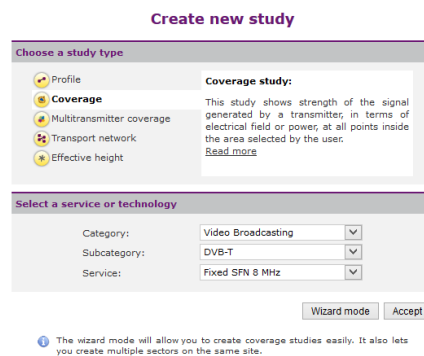 Create new study
Choose a study type
Profile
Coverage
Multitransmitter coverage
Transport network
Effective height
Coverage study:
This study shows strength of the signal
generated by a transmitter, in terms of
electrical field or power, at all points inside
the area selected by the user.
Read more
Select a service or technology
Category: Video Broadcasting
Subcategory: DVB-T
Service: Fixed SFN 8 MHz
Wizard mode Accept
The wizard mode will allow you to create coverage studies easily. It also lets
you create multiple sectors on the same site.